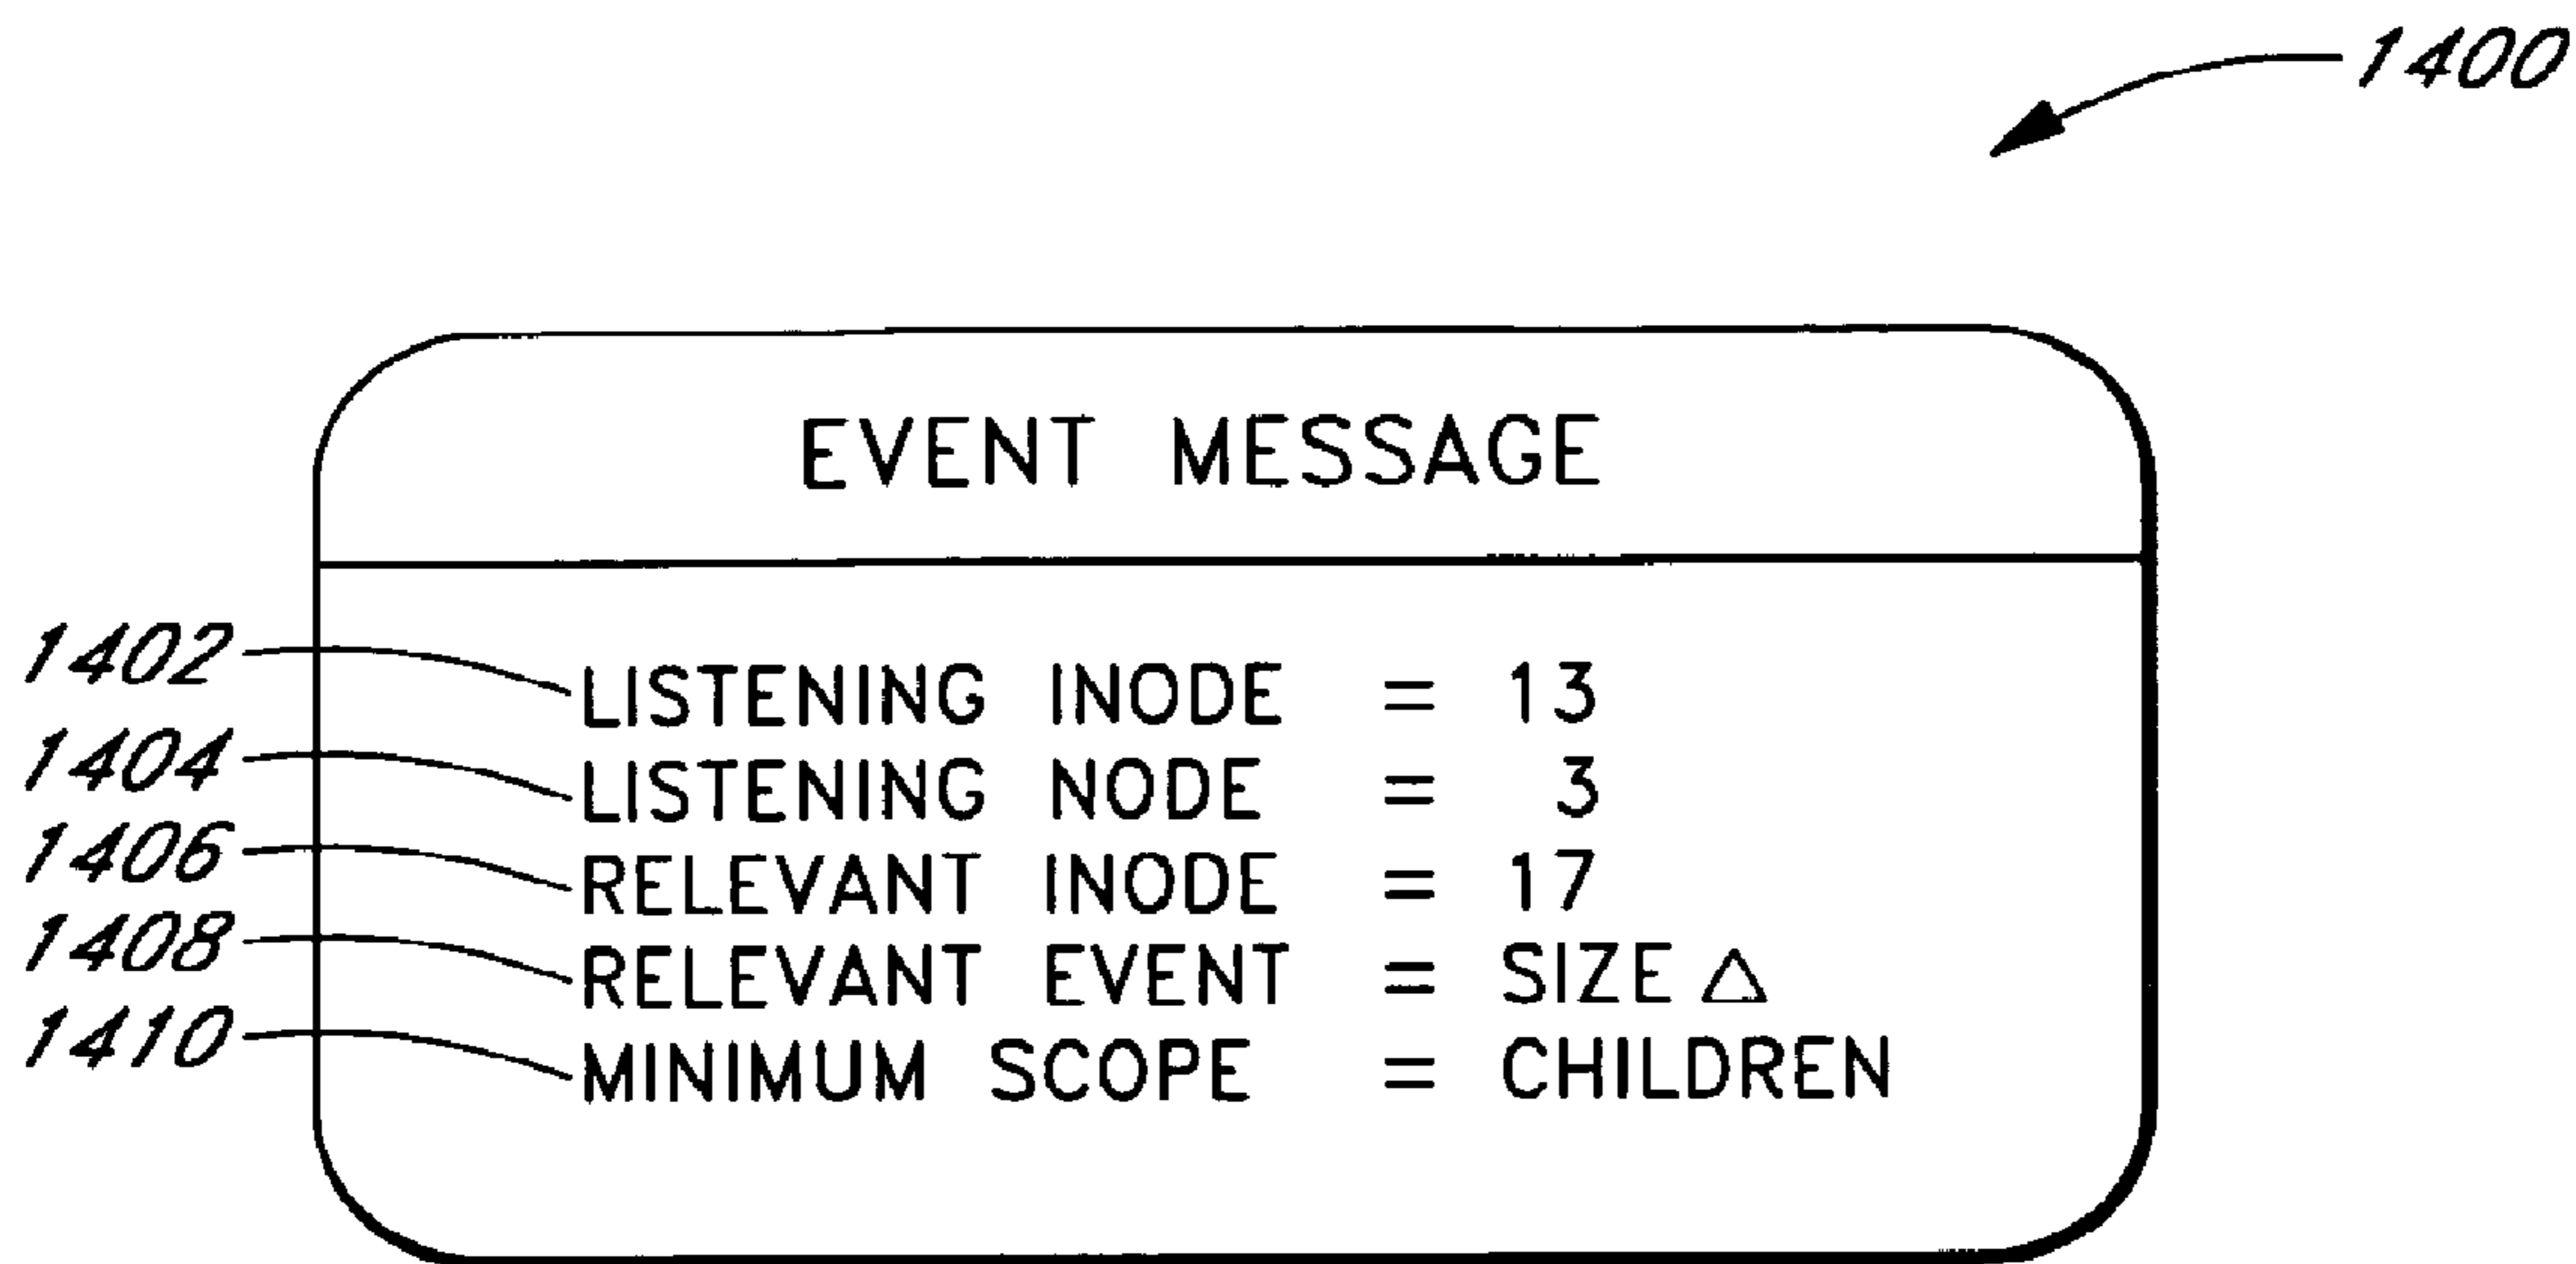 1400
EVENT MESSAGE
1402 LISTENING INODE = 13
1404 LISTENING NODE = 3
1406 RELEVANT INODE = 17
1408 RELEVANT EVENT = SIZE △
1410 MINIMUM SCOPE = CHILDREN